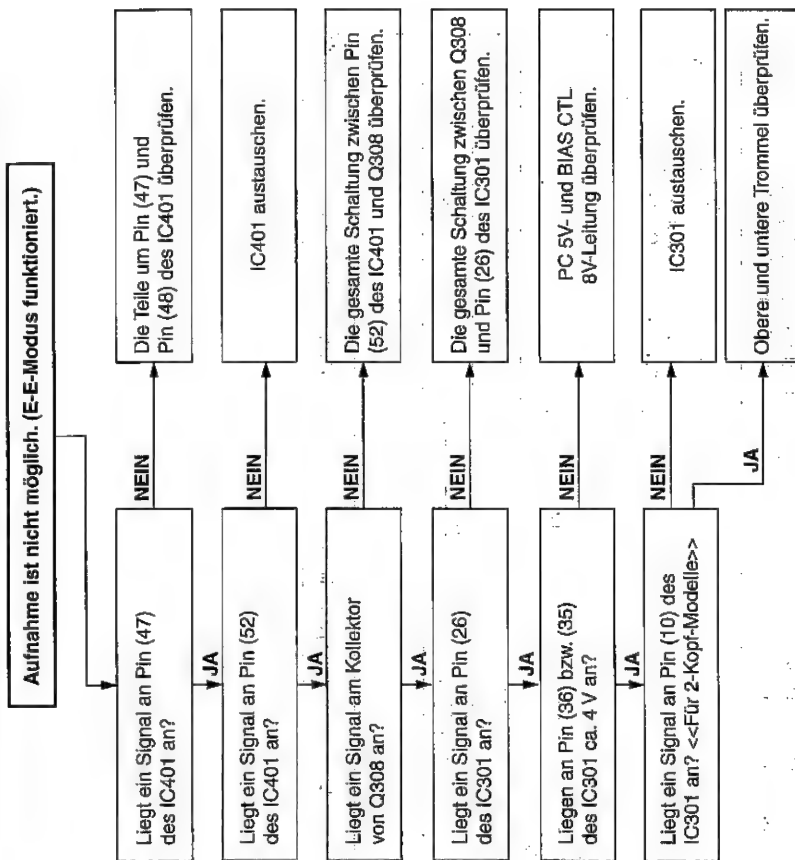 Aufnahme ist nicht möglich. (E-E-Modus funktioniert.)
Liegt ein Signal an Pin (47)
des IC401 an?
NEIN
Die Teile um Pin (47) und
Pin (48) des IC401 überprüfen.
JA
Liegt ein Signal an Pin (52)
des IC401 an?
NEIN
IC401 austauschen.
JA
Liegt ein Signal am Kollektor
von Q308 an?
NEIN
Die gesamte Schaltung zwischen Pin
(52) des IC401 und Q308 überprüfen.
JA
Liegt ein Signal an Pin (26)
des IC301 an?
NEIN
Die gesamte Schaltung zwischen Q308
und Pin (26) des IC301 überprüfen.
JA
Liegen an Pin (36) bzw. (35)
des IC301 ca. 4 V an?
NEIN
PC 5V- und BIAS CTL
8V-Leitung überprüfen.
JA
Liegt ein Signal an Pin (10) des
IC301 an? <<Für 2-Kopf-Modelle>>
NEIN
IC301 austauschen.
JA
Obere und untere Trommel überprüfen.